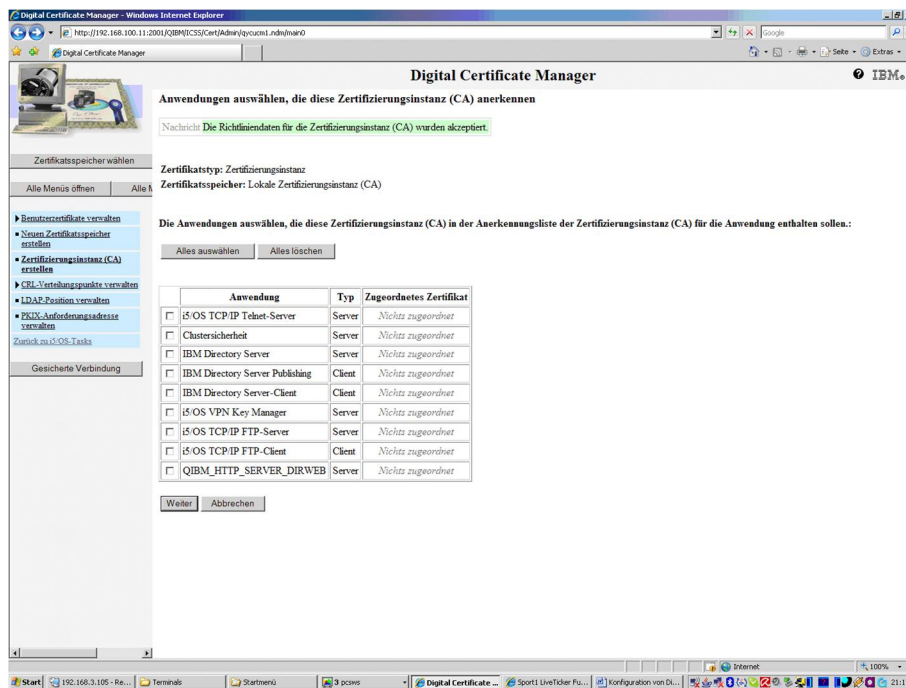 Digital Certificate Manager - Windows Internet Explorer
http://192.168.100.11:2001/QIBM/ICSS/Cert/Admin/qycucm1.ndm/main0
Google
Digital Certificate Manager
Seite
Extras
Digital Certificate Manager
IBM
Zertifikatsspeicher wählen
Alle Menüs öffnen
Alle M
Benutzerzertifikate verwalten
Neuen Zertifikatsspeicher
erstellen
Zertifizierungsinstanz (CA)
erstellen
CRL-Verteilungspunkte verwalten
LDAP-Position verwalten
PKIX-Anforderungsadresse
verwalten
Zurück zu i5/OS-Tasks
Gesicherte Verbindung
Anwendungen auswählen, die diese Zertifizierungsinstanz (CA) anerkennen
Nachricht Die Richtliniendaten für die Zertifizierungsinstanz (CA) wurden akzeptiert.
Zertifikatstyp: Zertifizierungsinstanz
Zertifikatsspeicher: Lokale Zertifizierungsinstanz (CA)
Die Anwendungen auswählen, die diese Zertifizierungsinstanz (CA) in der Anerkennungsliste der Zertifizierungsinstanz (CA) für die Anwendung enthalten sollen.:
Alles auswählen
Alles löschen
Anwendung Typ Zugeordnetes Zertifikat
i5/OS TCP/IP Telnet-Server Server Nichts zugeordnet
Clustersicherheit Server Nichts zugeordnet
IBM Directory Server Server Nichts zugeordnet
IBM Directory Server Publishing Client Nichts zugeordnet
IBM Directory Server-Client Client Nichts zugeordnet
i5/OS VPN Key Manager Server Nichts zugeordnet
i5/OS TCP/IP FTP-Server Server Nichts zugeordnet
i5/OS TCP/IP FTP-Client Client Nichts zugeordnet
QIBM_HTTP_SERVER_DIRWEB Server Nichts zugeordnet
Weiter
Abbrechen
Internet
100%
Start
192.168.3.105 - Re...
Terminals
Startmenü
3 pcsws
Digital Certificate ...
Sport1 LiveTicker Fu...
Konfiguration von Di...
21:1